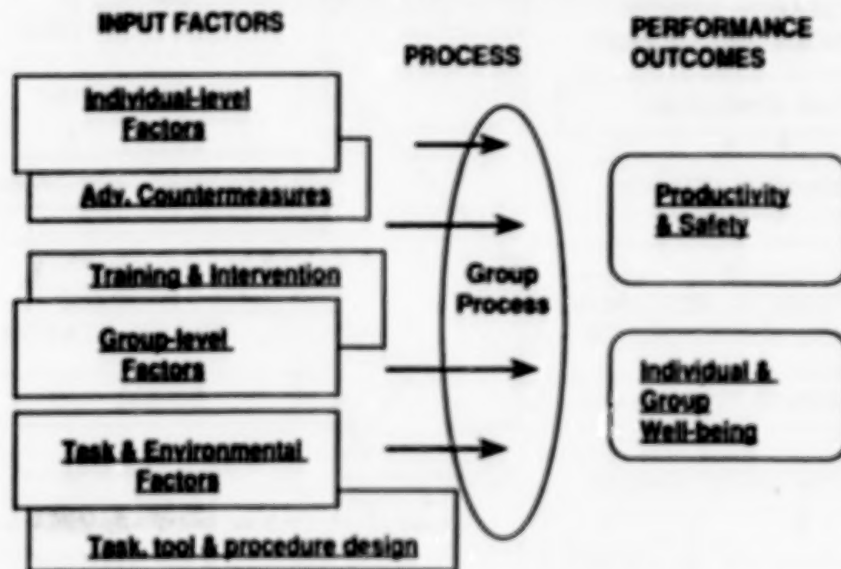 INPUT FACTORS
PROCESS
PERFORMANCE
OUTCOMES
Individual-level
Factors
Adv. Countermeasures
Training & Intervention
Group-level
Factors
Task & Environmental
Factors
Task, tool & procedure design
Group
Process
Productivity
& Safety
Individual &
Group
Well-being